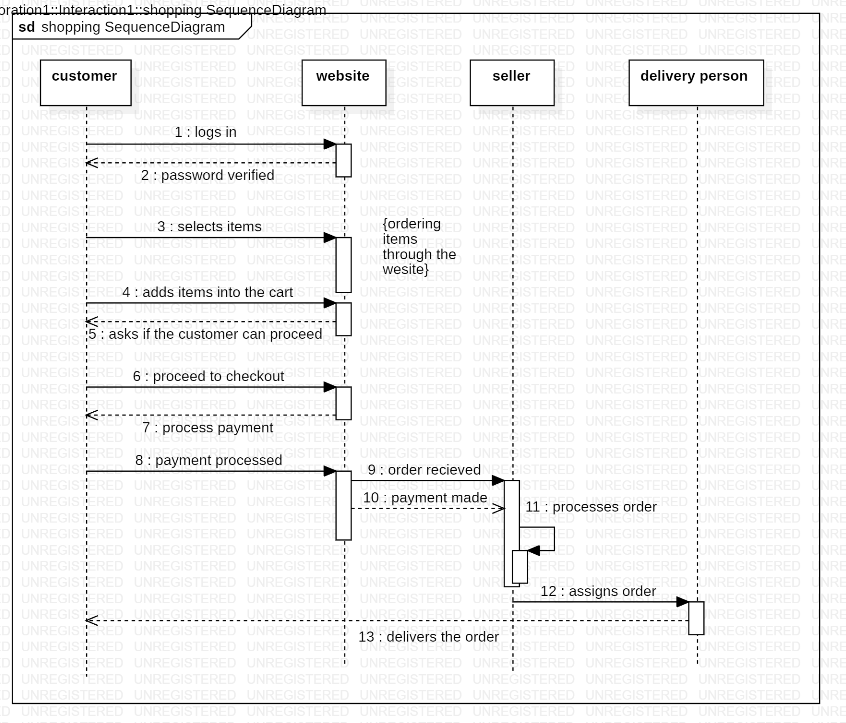 oration1::Interaction1::shopping SequenceDiagram
sd shopping SequenceDiagram
customer
website
seller
delivery person
1 : logs in
2 : password verified
3 : selects items
{ordering
items
through the
wesite}
4 : adds items into the cart
5 : asks if the customer can proceed
6 : proceed to checkout
7 : process payment
8 : payment processed
9 : order recieved
10 : payment made
11 : processes order
12 : assigns order
13 : delivers the order
UNREGISTERED